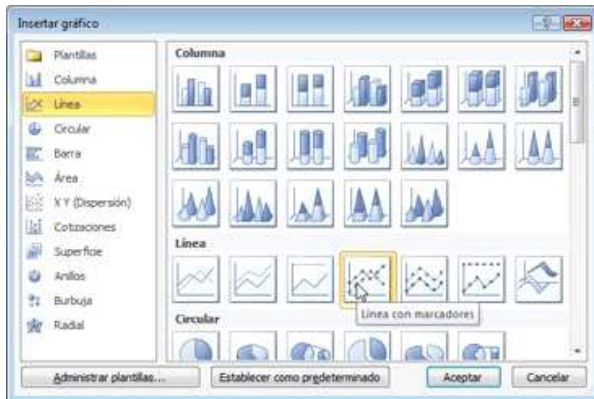 Insertar gráfico
Plantillas
Columna
Línea
Circular
Barra
Área
X Y (Dispersión)
Cotizaciones
Superficie
Anillos
Burbuja
Radial
Columna
Línea
Línea con marcadores
Circular
Administrar plantillas...
Establecer como predeterminado
Aceptar
Cancelar